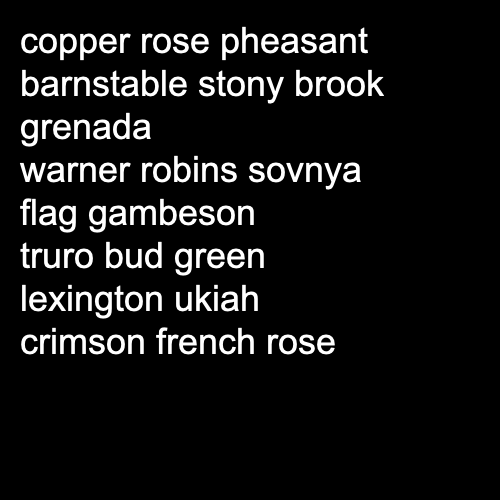 copper rose pheasant
barnstable stony brook
grenada
warner robins sovnya
flag gambeson
truro bud green
lexington ukiah
crimson french rose